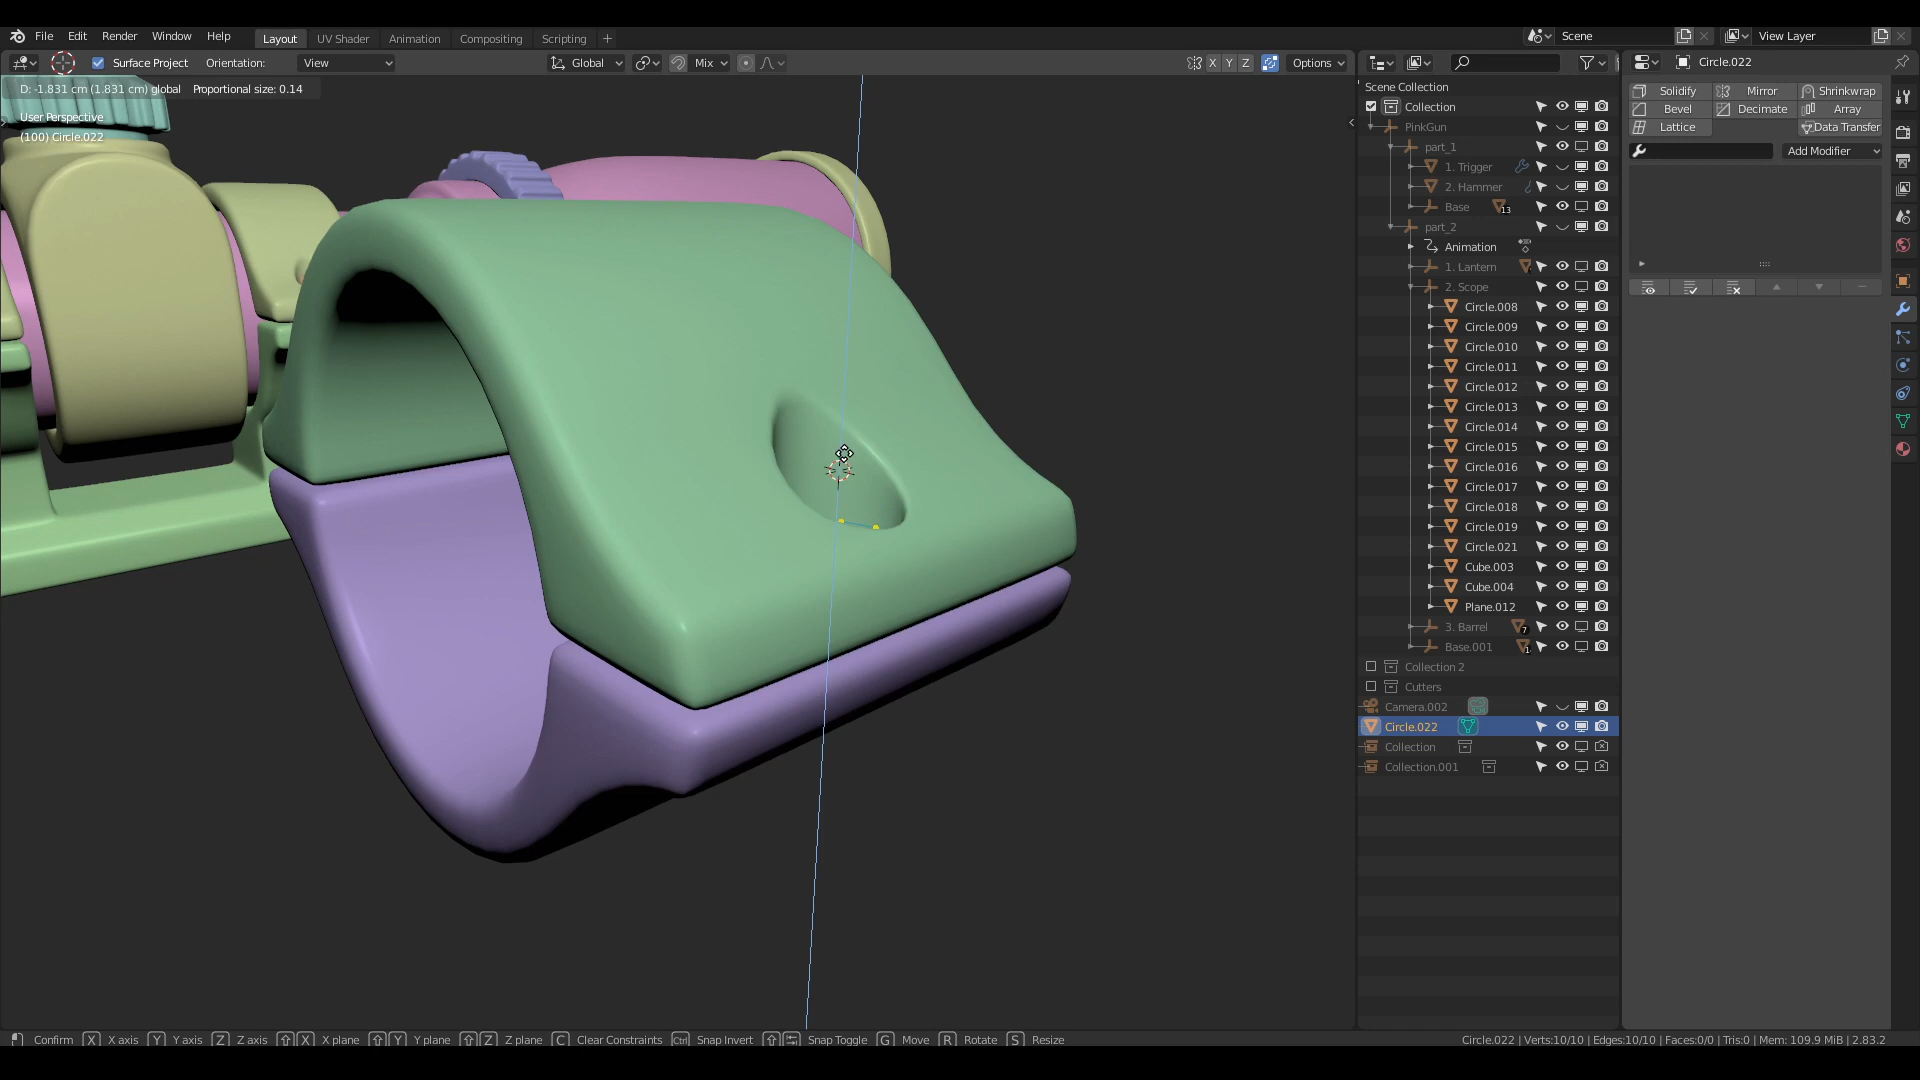 File Edit Render Window Help Layout UV Shader Animation Compositing Scripting + Scene View Layer
Surface Project Orientation: View Global Mix X Y Z Options Circle.022
D: -1.831 cm (1.831 cm) global Proportional size: 0.14
User Perspective
(100) Circle.022
Scene Collection
Collection
PinkGun
part_1
1. Trigger
2. Hammer
Base 13
part_2
Animation
1. Lantern
2. Scope
Circle.008
Circle.009
Circle.010
Circle.011
Circle.012
Circle.013
Circle.014
Circle.015
Circle.016
Circle.017
Circle.018
Circle.019
Circle.021
Cube.003
Cube.004
Plane.012
3. Barrel 7
Base.001 1
Collection 2
Cutters
Camera.002
Circle.022
Collection
Collection.001
Solidify Mirror Shrinkwrap
Bevel Decimate Array
Lattice Data Transfer
Add Modifier
Confirm X X axis Y Y axis Z Z axis X X plane Y Y plane Z Z plane C Clear Constraints Ctrl Snap Invert Snap Toggle G Move R Rotate S Resize Circle.022 | Verts:10/10 | Edges:10/10 | Faces:0/0 | Tris:0 | Mem: 109.9 MiB | 2.83.2